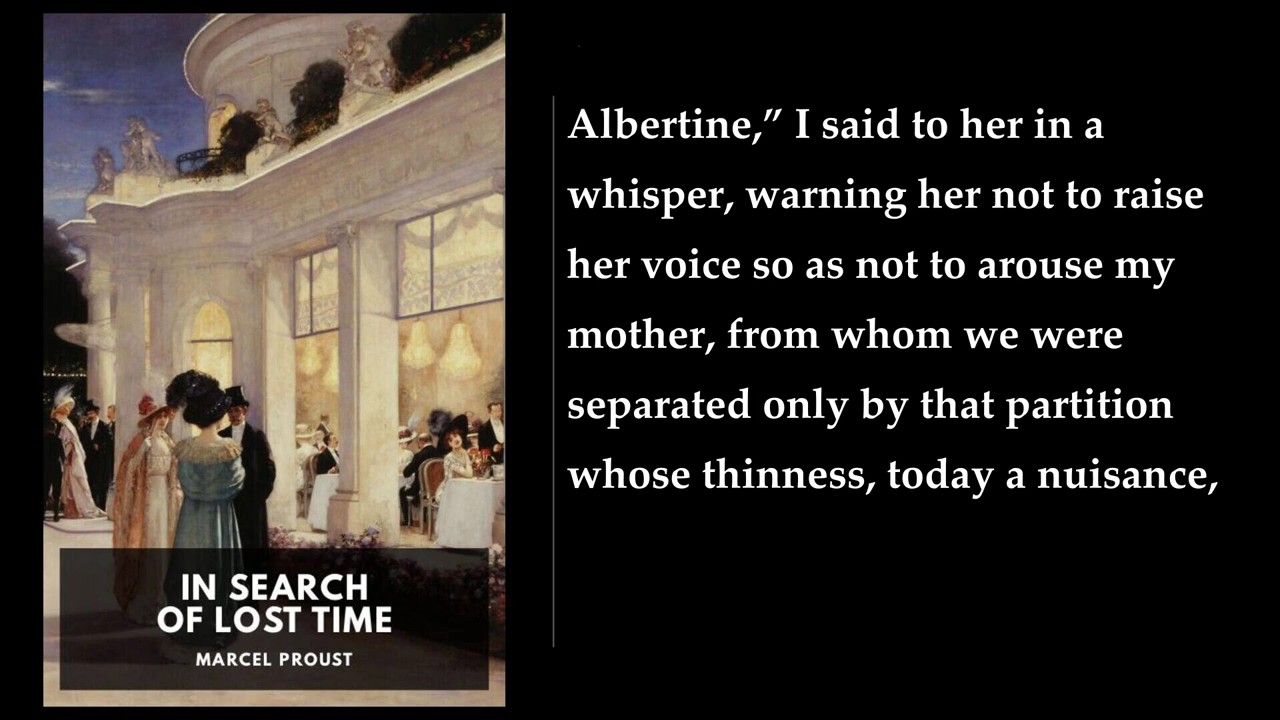 IN SEARCH
OF LOST TIME
MARCEL PROUST
Albertine,” I said to her in a
whisper, warning her not to raise
her voice so as not to arouse my
mother, from whom we were
separated only by that partition
whose thinness, today a nuisance,